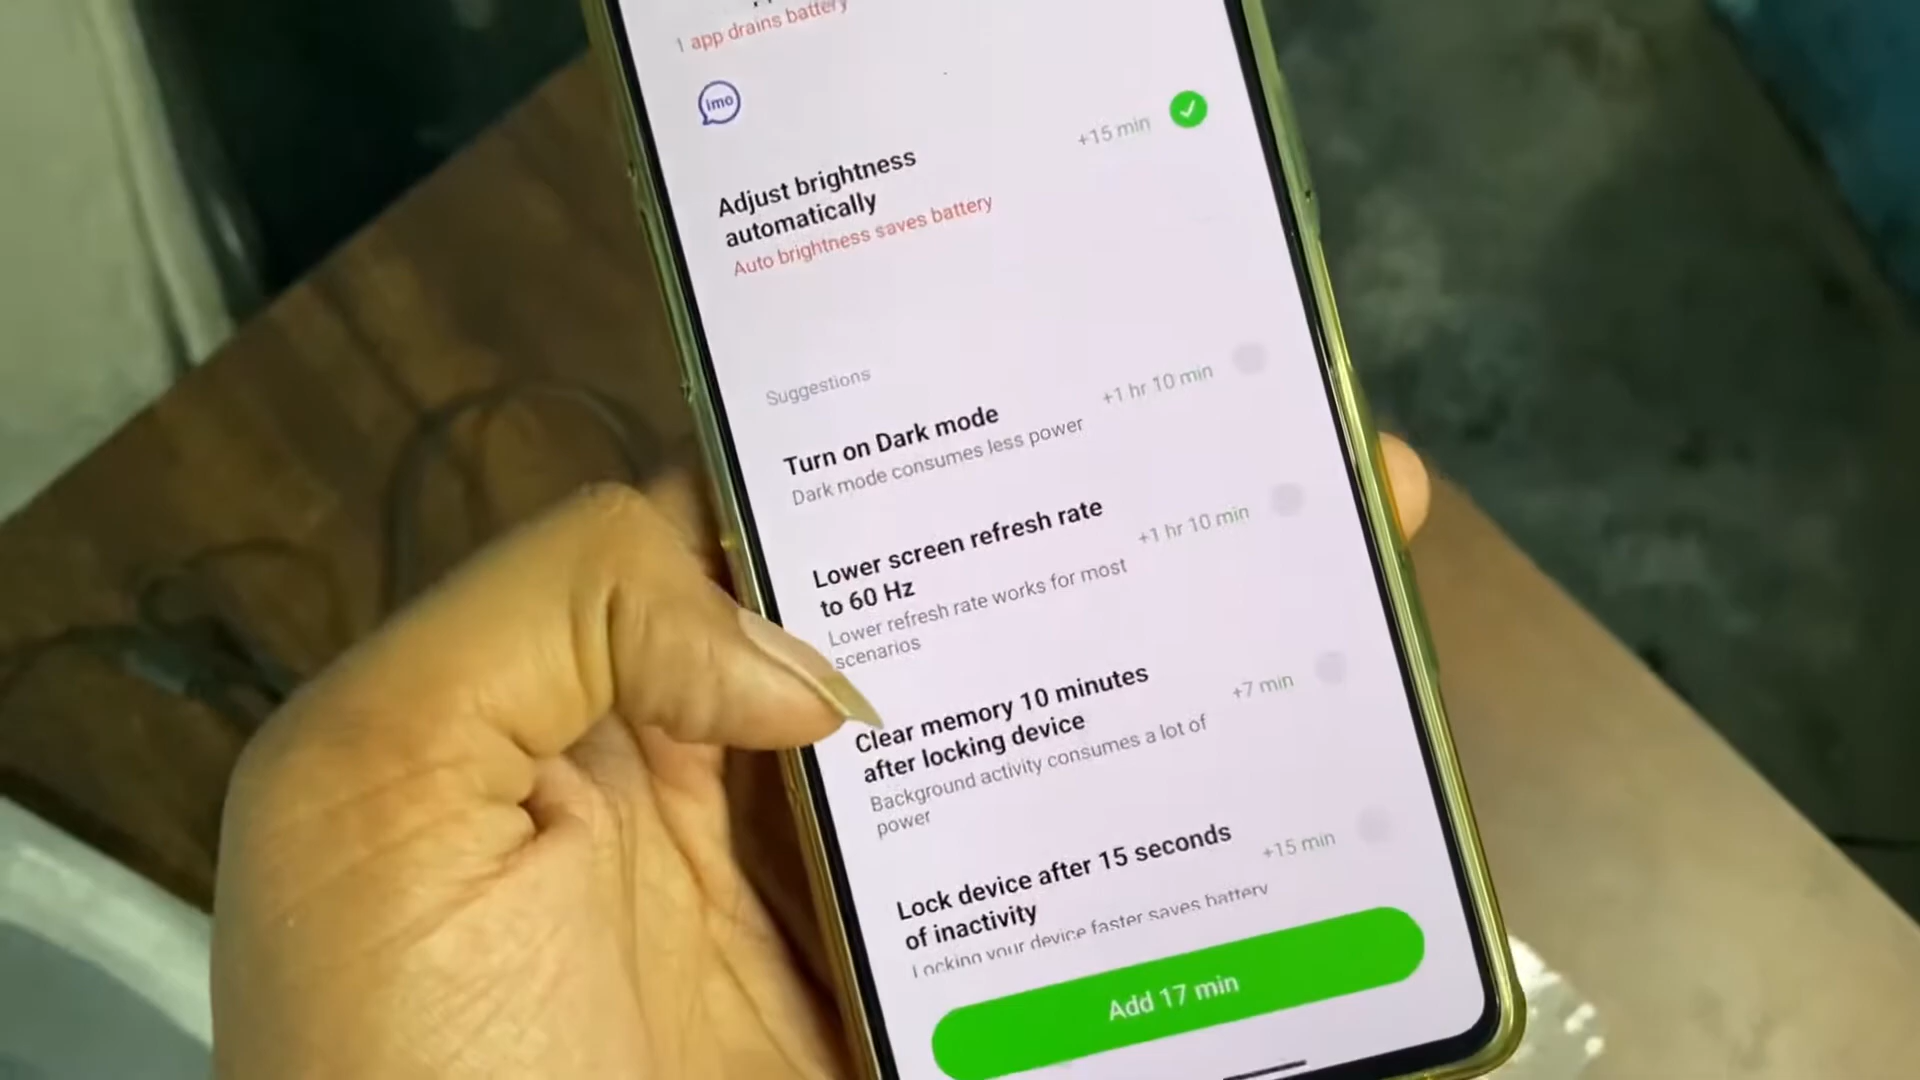 1 app drains battery
imo
Adjust brightness
automatically
+15 min
Auto brightness saves battery
Suggestions
Turn on Dark mode
+1 hr 10 min
Dark mode consumes less power
Lower screen refresh rate
to 60 Hz
+1 hr 10 min
Lower refresh rate works for most
scenarios
Clear memory 10 minutes
after locking device
+7 min
Background activity consumes a lot of
power
Lock device after 15 seconds
of inactivity
+15 min
Locking your device faster saves battery
Add 17 min